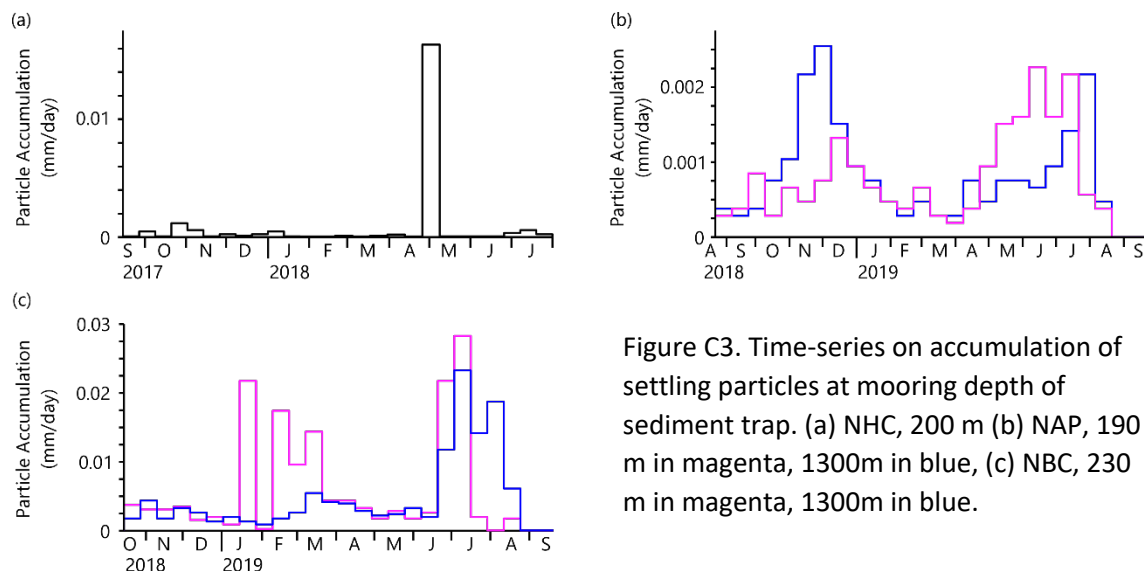 (a)
Particle Accumulation
(mm/day)
0.01
0
S O N D J F M A M J J
2017 2018
(b)
Particle Accumulation
(mm/day)
0.002
0.001
0
A S O N D J F M A M J J A S
2018 2019
(c)
Particle Accumulation
(mm/day)
0.03
0.02
0.01
0
O N D J F M A M J J A S
2018 2019
Figure C3. Time-series on accumulation of
settling particles at mooring depth of
sediment trap. (a) NHC, 200 m (b) NAP, 190
m in magenta, 1300m in blue, (c) NBC, 230
m in magenta, 1300m in blue.